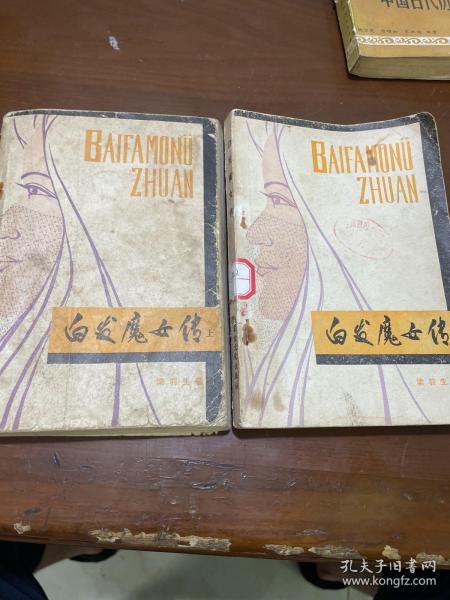 中国古代历
BAIFAMONÜ
ZHUAN
白发魔女传上
梁羽生著
BAIFAMONÜ
ZHUAN
白发魔女传
梁羽生
孔夫子旧书网
www.kongfz.com